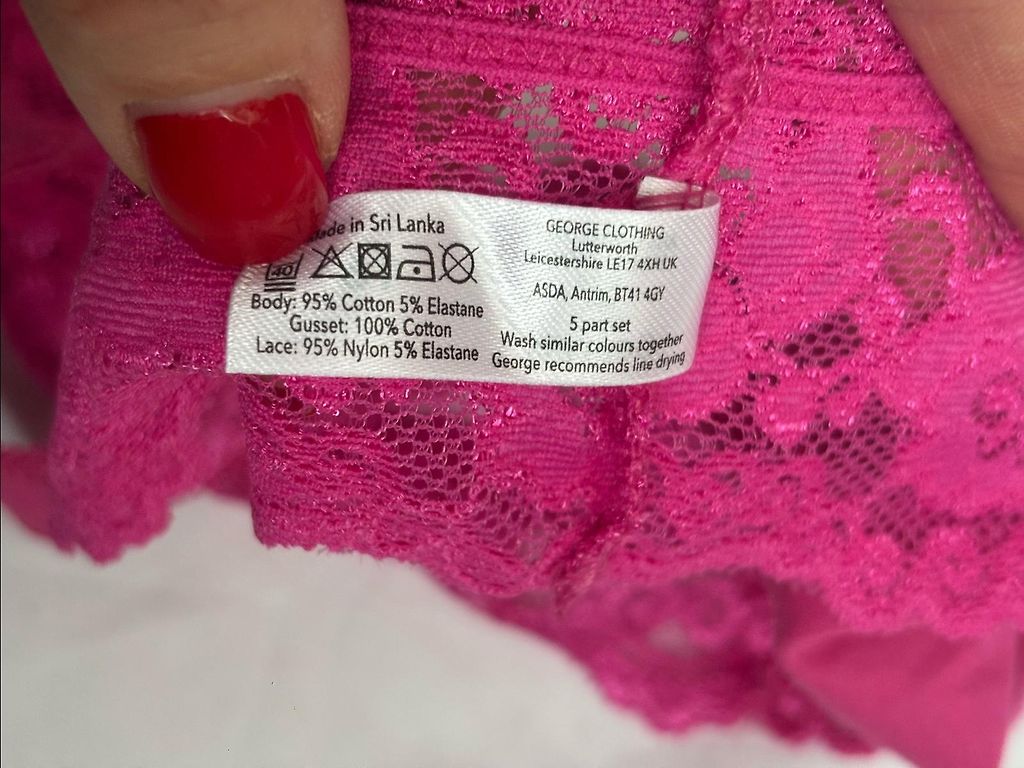 in Sri Lanka
40
Body: 95% Cotton 5% Elastane
Gusset: 100% Cotton
Lace: 95% Nylon 5% Elastane
GEORGE CLOTHING
Lutterworth
Leicestershire LE17 4XH UK
ASDA, Antrim, BT41 4GY
5 part set
Wash similar colours together
George recommends line drying